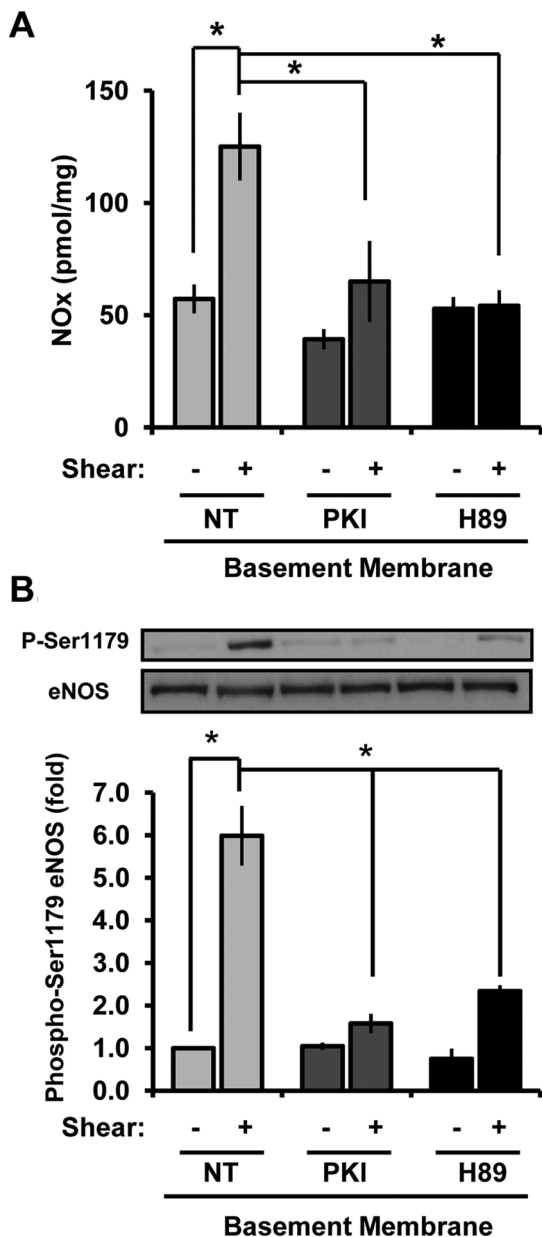 A
* * *
NOx (pmol/mg)
150
100
50
0
Shear: - + - + - +
NT PKI H89
Basement Membrane
B
P-Ser1179
eNOS
* *
Phospho-Ser1179 eNOS (fold)
7.0
6.0
5.0
4.0
3.0
2.0
1.0
0.0
Shear: - + - + - +
NT PKI H89
Basement Membrane